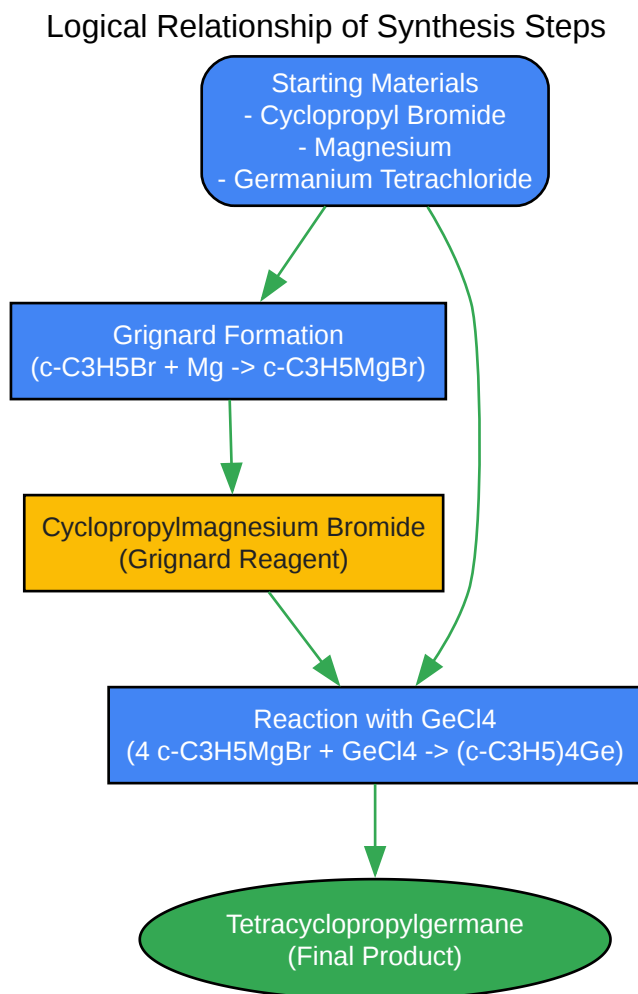 Logical Relationship of Synthesis Steps
Starting Materials
- Cyclopropyl Bromide
- Magnesium
- Germanium Tetrachloride
Grignard Formation
(c-C3H5Br + Mg -> c-C3H5MgBr)
Cyclopropylmagnesium Bromide
(Grignard Reagent)
Reaction with GeCl4
(4 c-C3H5MgBr + GeCl4 -> (c-C3H5)4Ge)
Tetracyclopropylgermane
(Final Product)